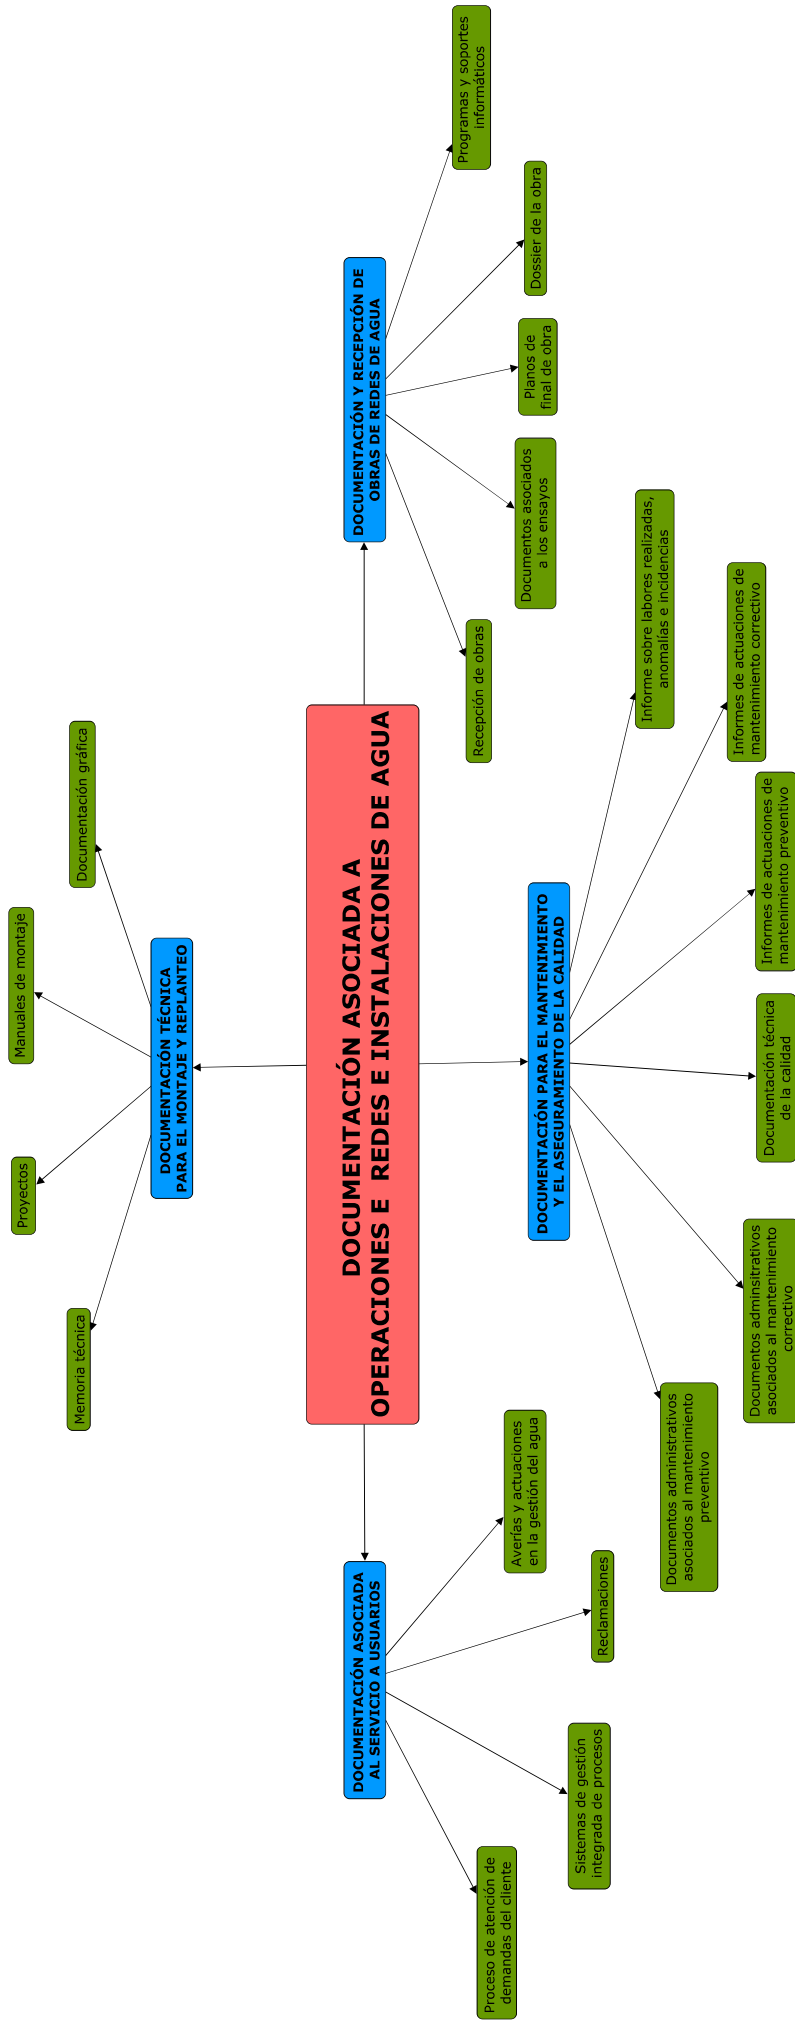 Memoria técnica
Proyectos
Manuales de montaje
Documentación gráfica
DOCUMENTACIÓN TÉCNICA
PARA EL MONTAJE Y REPLANTEO
DOCUMENTACIÓN ASOCIADA A
OPERACIONES E  REDES E INSTALACIONES DE AGUA
DOCUMENTACIÓN ASOCIADA
AL SERVICIO A USUARIOS
Proceso de atención de
demandas del cliente
Sistemas de gestión
integrada de procesos
Reclamaciones
Averías y actuaciones
en la gestión del agua
DOCUMENTACIÓN PARA EL MANTENIMIENTO
Y EL ASEGURAMIENTO DE LA CALIDAD
Documentos administrativos
asociados al mantenimiento
preventivo
Documentos adminsitrativos
asociados al mantenimiento
correctivo
Documentación técnica
de la calidad
Informes de actuaciones de
mantenimiento preventivo
Informes de actuaciones de
mantenimiento correctivo
Informe sobre labores realizadas,
anomalías e incidencias
DOCUMENTACIÓN Y RECEPCIÓN DE
OBRAS DE REDES DE AGUA
Recepción de obras
Documentos asociados
a los ensayos
Planos de
final de obra
Dossier de la obra
Programas y soportes
informáticos